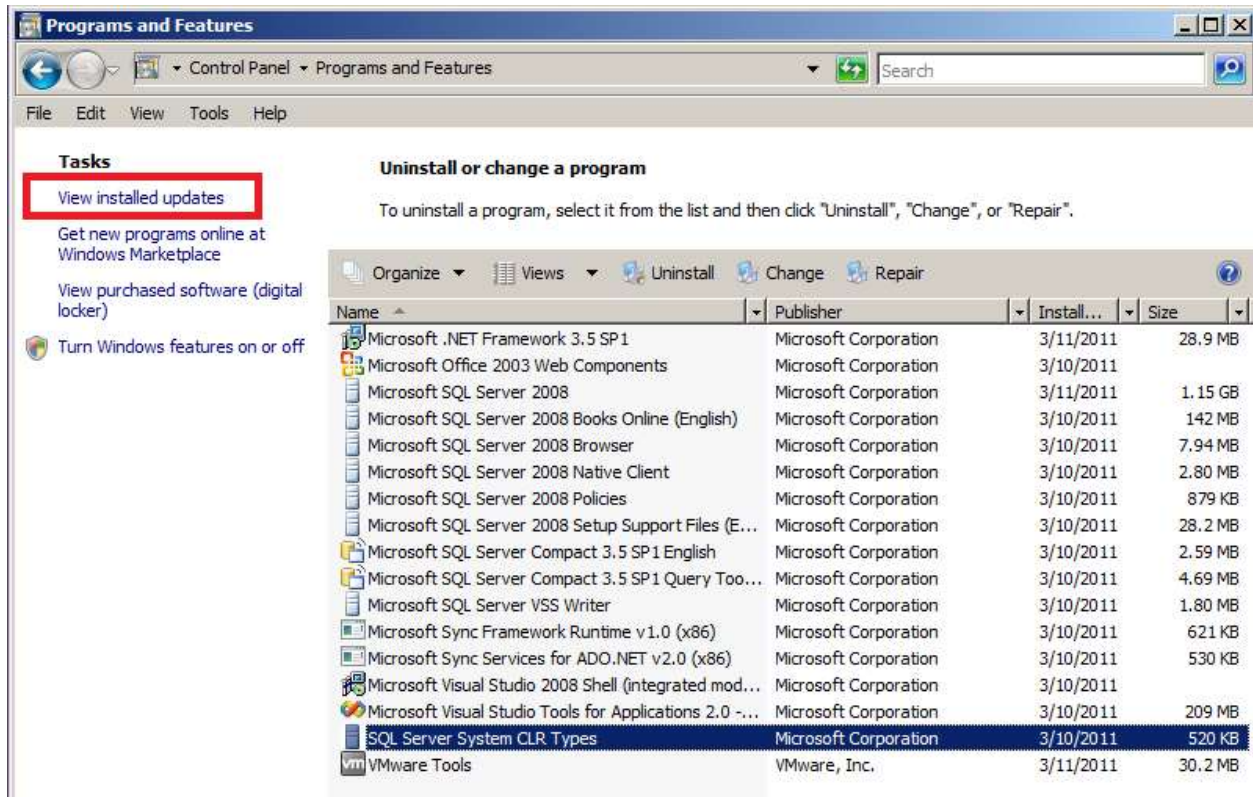 Programs and Features
Control Panel Programs and Features
Search
File Edit View Tools Help
Tasks
View installed updates
Get new programs online at
Windows Marketplace
View purchased software (digital
locker)
Turn Windows features on or off
Uninstall or change a program
To uninstall a program, select it from the list and then click "Uninstall", "Change", or "Repair".
Organize Views Uninstall Change Repair
Name Publisher Install... Size
Microsoft .NET Framework 3.5 SP1 Microsoft Corporation 3/11/2011 28.9 MB
Microsoft Office 2003 Web Components Microsoft Corporation 3/10/2011
Microsoft SQL Server 2008 Microsoft Corporation 3/11/2011 1.15 GB
Microsoft SQL Server 2008 Books Online (English) Microsoft Corporation 3/10/2011 142 MB
Microsoft SQL Server 2008 Browser Microsoft Corporation 3/10/2011 7.94 MB
Microsoft SQL Server 2008 Native Client Microsoft Corporation 3/10/2011 2.80 MB
Microsoft SQL Server 2008 Policies Microsoft Corporation 3/10/2011 879 KB
Microsoft SQL Server 2008 Setup Support Files (E... Microsoft Corporation 3/10/2011 28.2 MB
Microsoft SQL Server Compact 3.5 SP1 English Microsoft Corporation 3/10/2011 2.59 MB
Microsoft SQL Server Compact 3.5 SP1 Query Too... Microsoft Corporation 3/10/2011 4.69 MB
Microsoft SQL Server VSS Writer Microsoft Corporation 3/10/2011 1.80 MB
Microsoft Sync Framework Runtime v1.0 (x86) Microsoft Corporation 3/10/2011 621 KB
Microsoft Sync Services for ADO.NET v2.0 (x86) Microsoft Corporation 3/10/2011 530 KB
Microsoft Visual Studio 2008 Shell (integrated mod... Microsoft Corporation 3/10/2011
Microsoft Visual Studio Tools for Applications 2.0 -... Microsoft Corporation 3/10/2011 209 MB
SQL Server System CLR Types Microsoft Corporation 3/10/2011 520 KB
vm VMware Tools VMware, Inc. 3/11/2011 30.2 MB